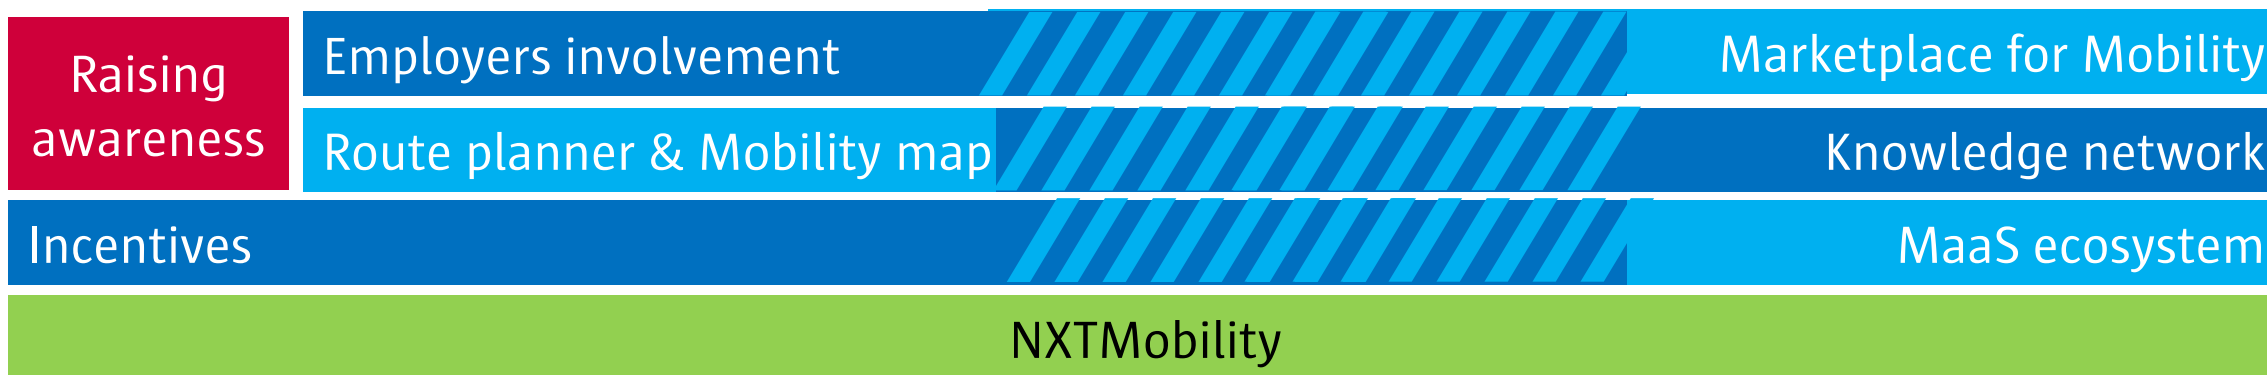 Raising
awareness
Employers involvement
Marketplace for Mobility
Route planner & Mobility map
Knowledge network
Incentives
MaaS ecosystem
NXTMobility